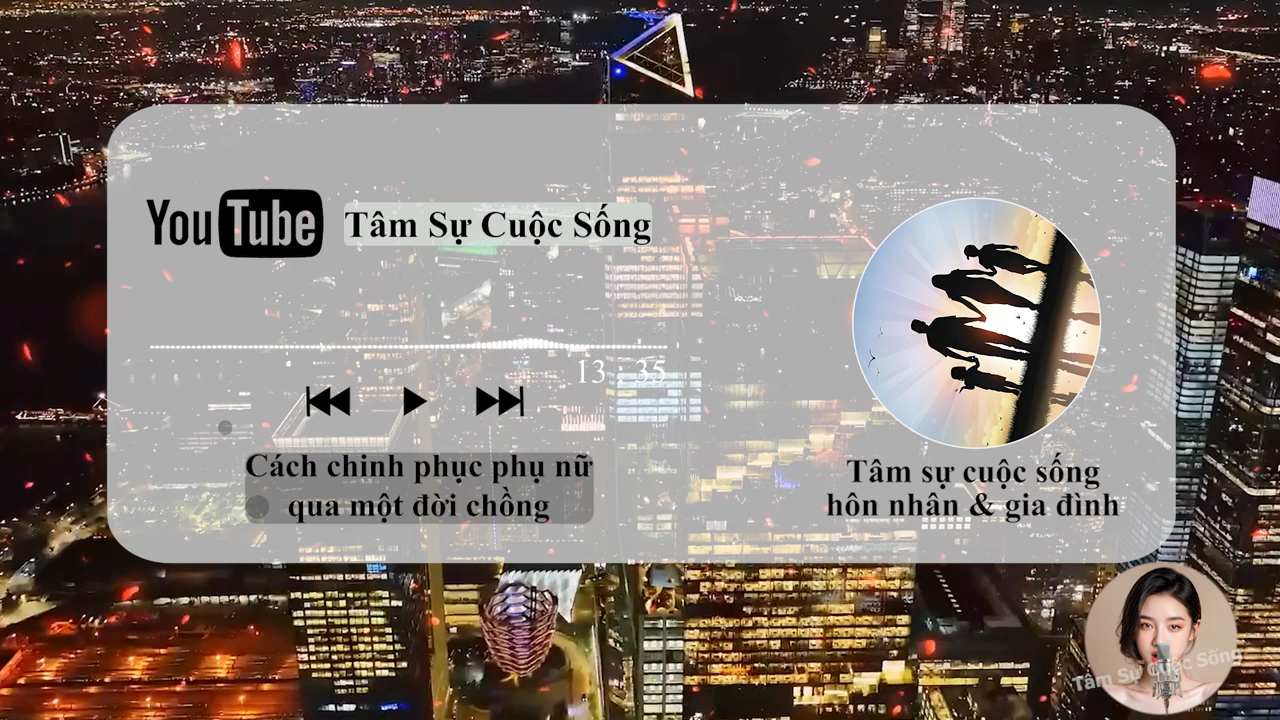 YouTube
Tâm Sự Cuộc Sống
13 : 35
Cách chinh phục phụ nữ
qua một đời chồng
Tâm sự cuộc sống
hôn nhân & gia đình
Tâm Sự Cuộc Sống